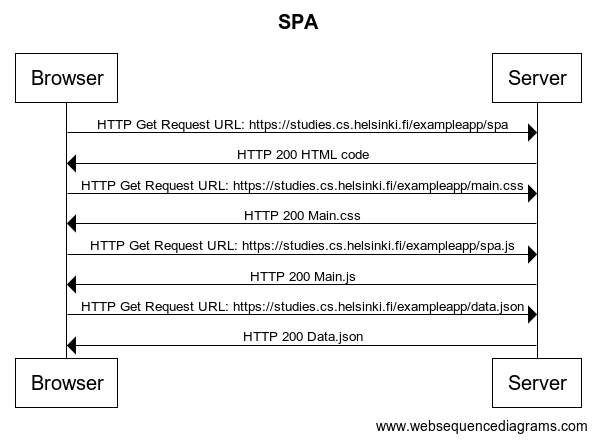 SPA
Browser
Server
HTTP Get Request URL: https://studies.cs.helsinki.fi/exampleapp/spa
HTTP 200 HTML code
HTTP Get Request URL: https://studies.cs.helsinki.fi/exampleapp/main.css
HTTP 200 Main.css
HTTP Get Request URL: https://studies.cs.helsinki.fi/exampleapp/spa.js
HTTP 200 Main.js
HTTP Get Request URL: https://studies.cs.helsinki.fi/exampleapp/data.json
HTTP 200 Data.json
Browser
Server
www.websequencediagrams.com